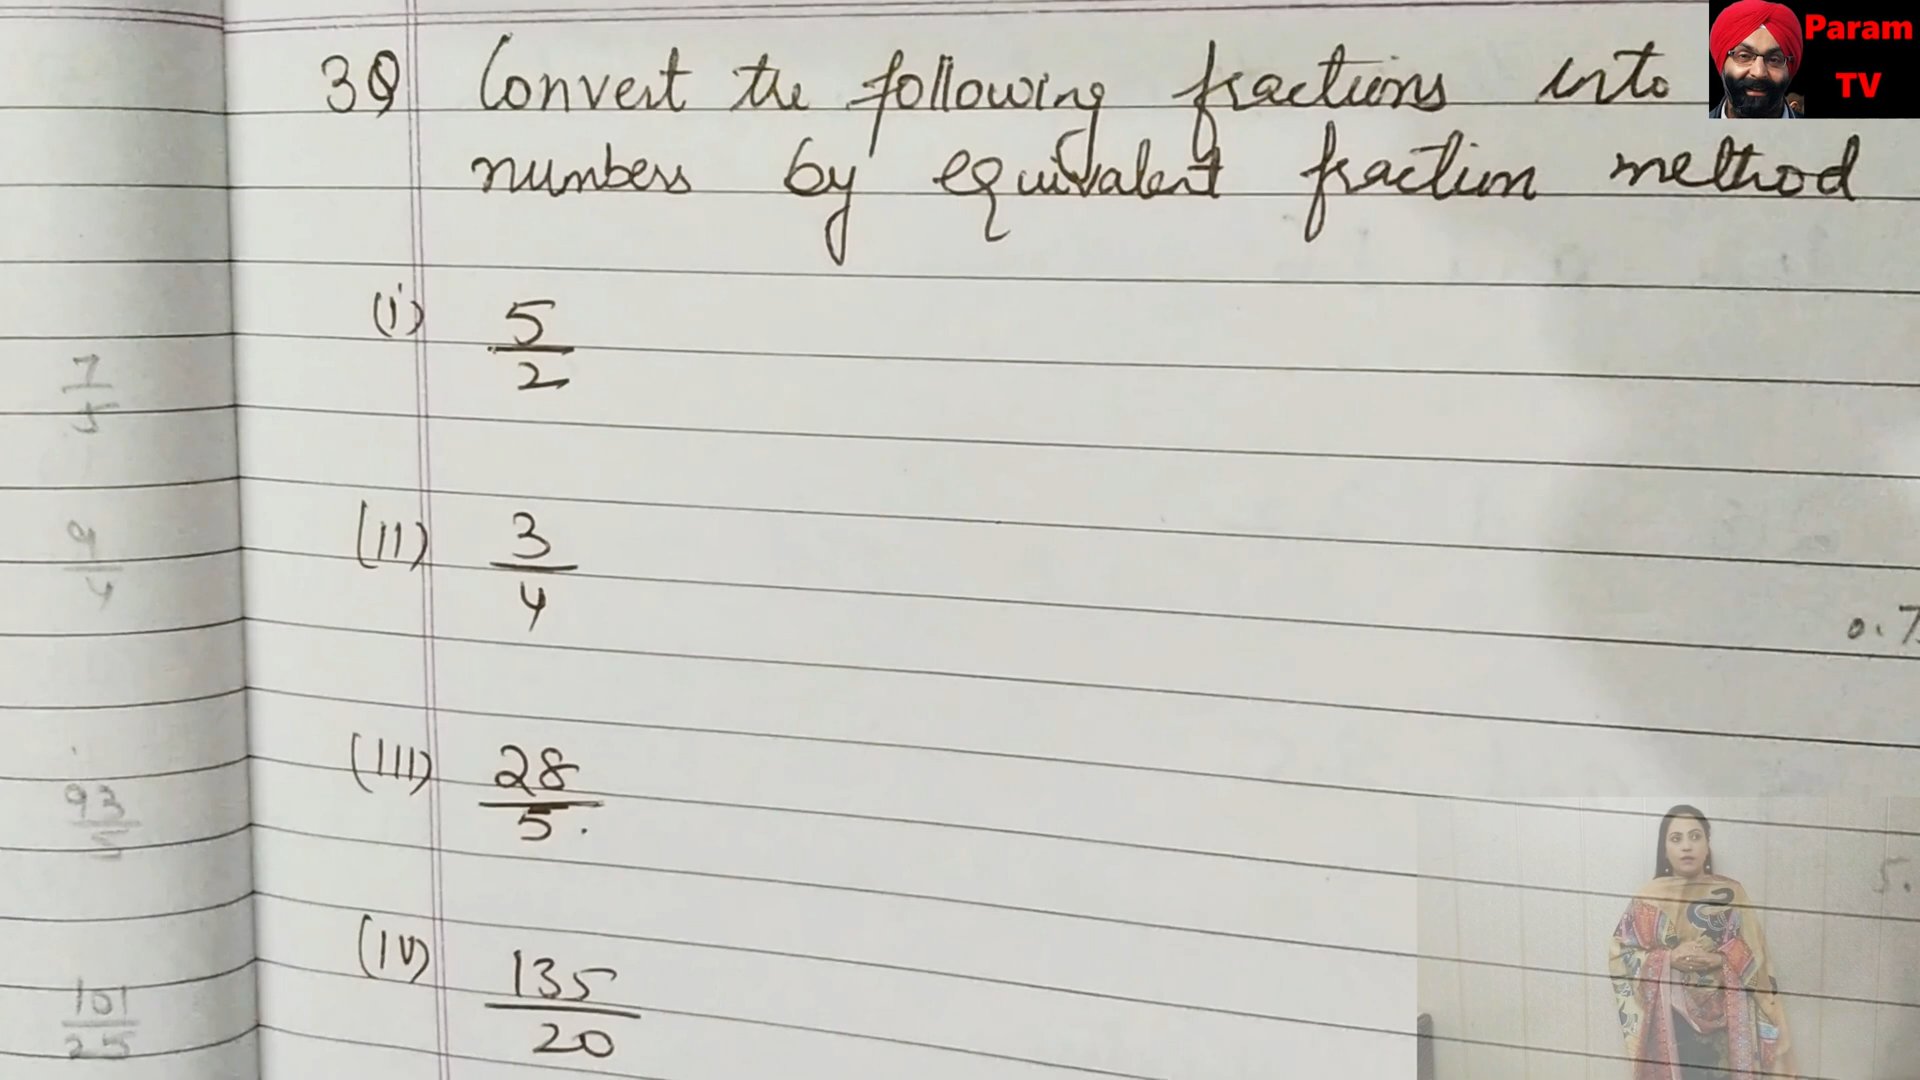 Param
TV
3Q Convert the following fractions into
numbers by equivalent fraction method
(i) 5
2
(II) 3
4
(III) 28
5.
(IV) 135
20
7
5
9
4
93
5
101
25
0.7
5.